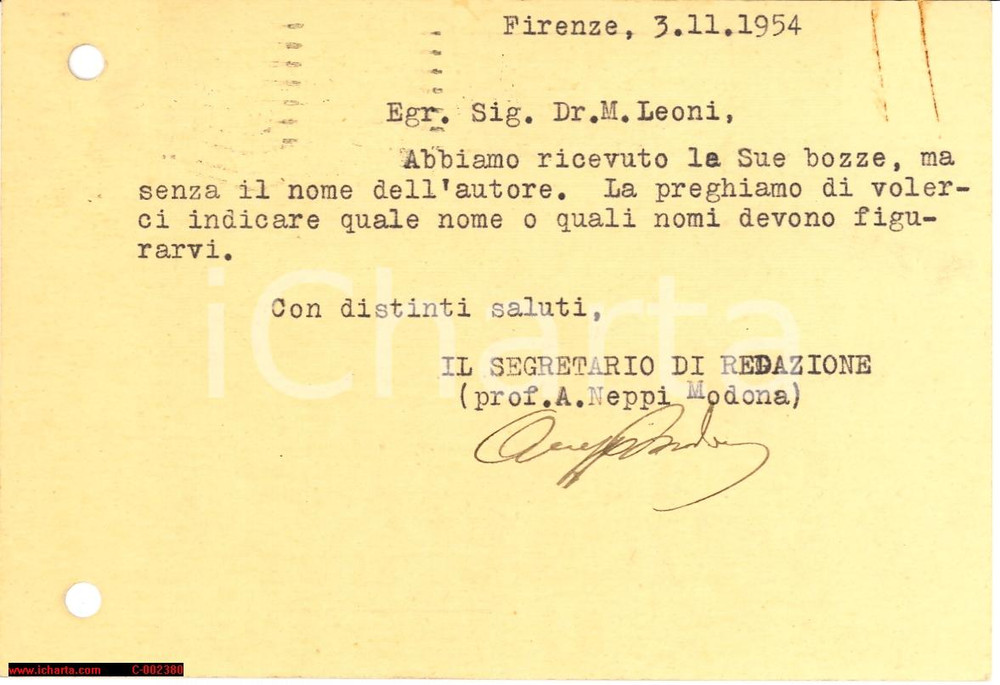 Firenze, 3.11.1954
Egr. Sig. Dr.M.Leoni,
Abbiamo ricevuto le Sue bozze, ma
senza il nome dell'autore. La preghiamo di voler-
ci indicare quale nome o quali nomi devono figu-
rarvi.
iCharta
Con distinti saluti,
IL SEGRETARIO DI REDAZIONE
(prof.A.Neppi Modona)
www.icharta.com C-002380